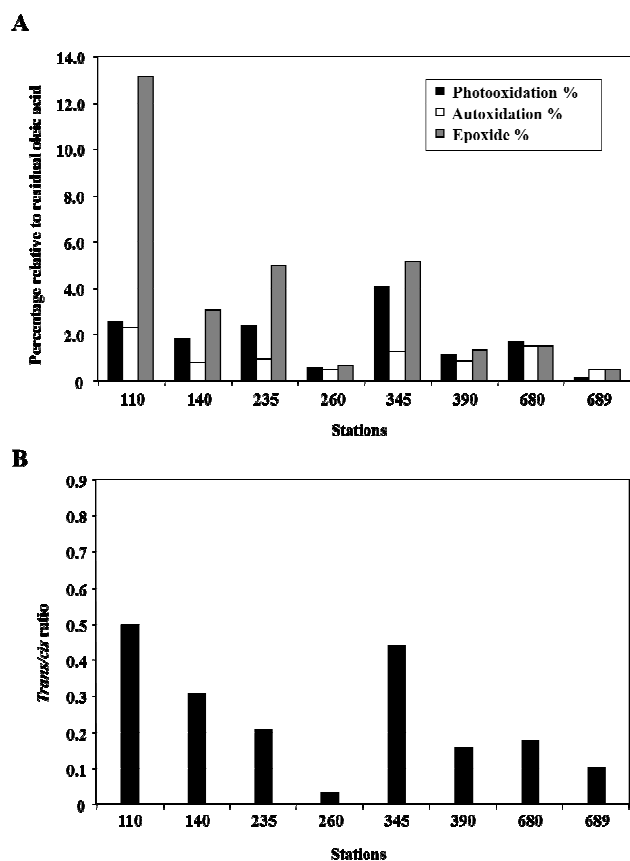 A
14.0
12.0
10.0
8.0
6.0
4.0
2.0
0
Percentage relative to residual oleic acid
Photooxidation %
Autoxidation %
Epoxide %
110 140 235 260 345 390 680 689
Stations
B
0.9
0.8
0.7
0.6
0.5
0.4
0.3
0.2
0.1
0
Trans/cis ratio
110 140 235 260 345 390 680 689
Stations